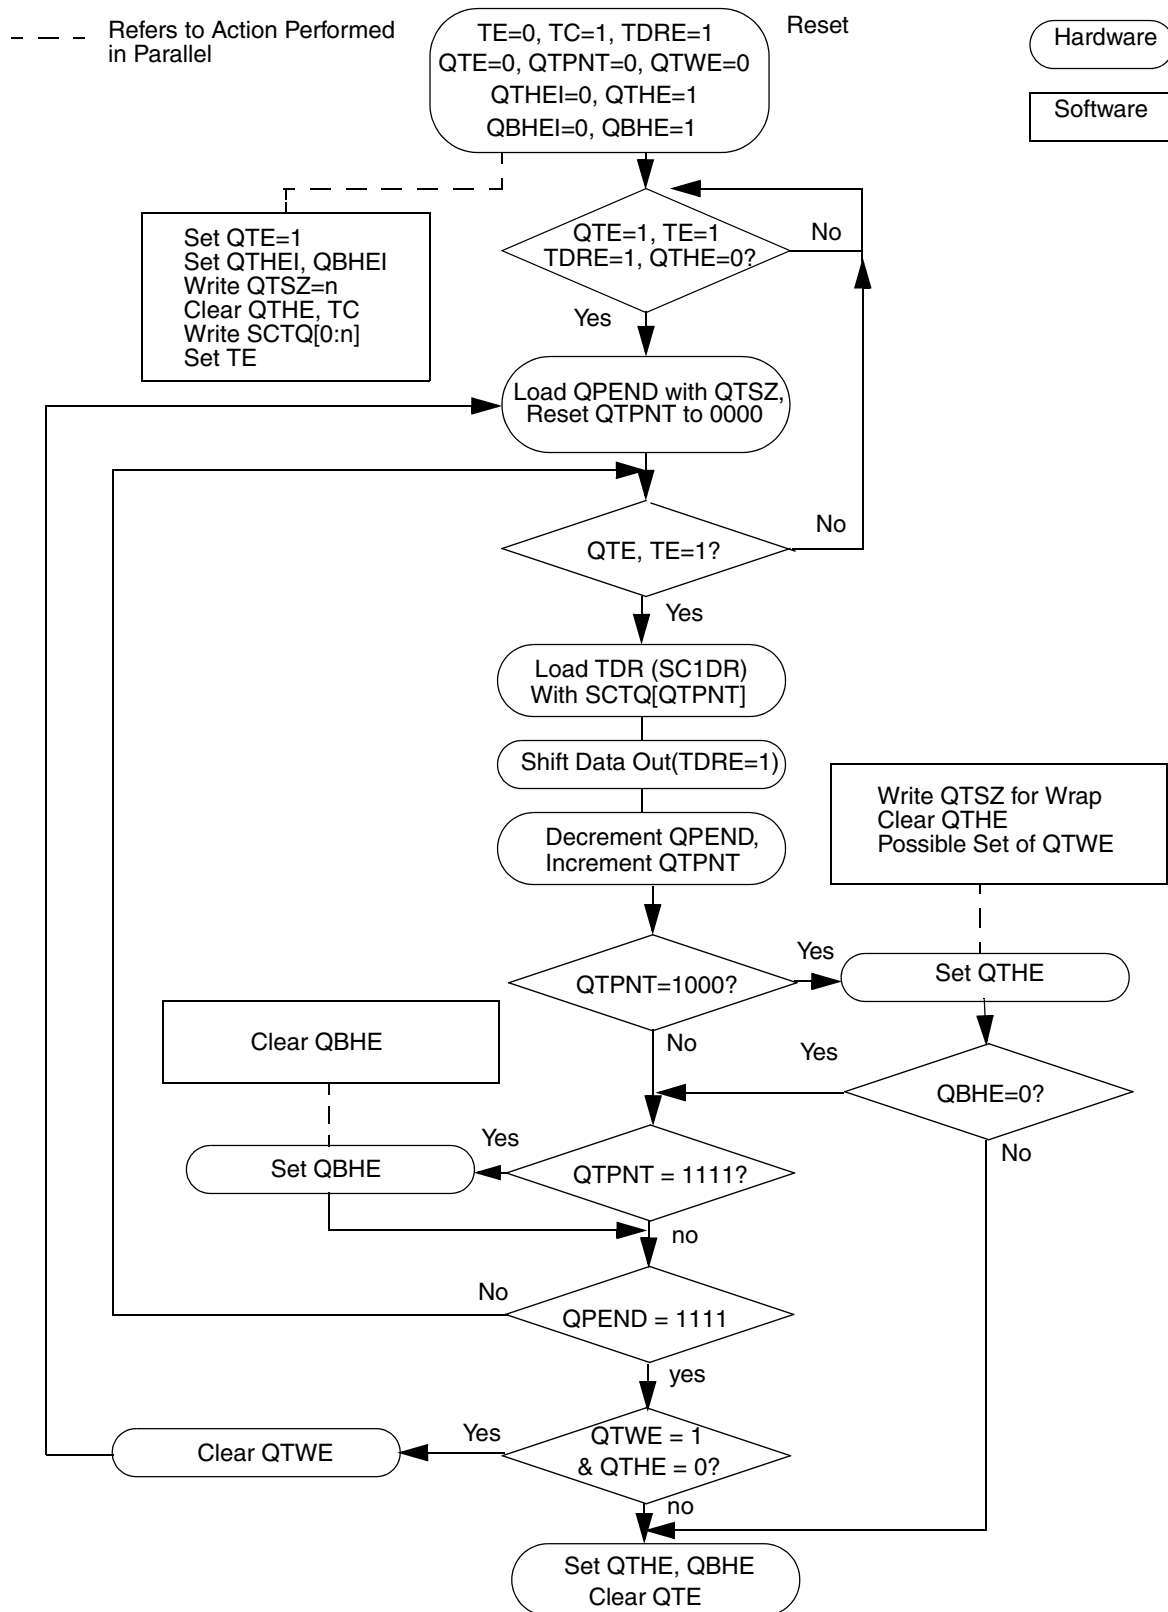 Refers to Action Performed
in Parallel
TE=0, TC=1, TDRE=1
QTE=0, QTPNT=0, QTWE=0
QTHEI=0, QTHE=1
QBHEI=0, QBHE=1
Reset
Hardware
Software
Set QTE=1
Set QTHEI, QBHEI
Write QTSZ=n
Clear QTHE, TC
Write SCTQ[0:n]
Set TE
QTE=1, TE=1
TDRE=1, QTHE=0?
No
Yes
Load QPEND with QTSZ,
Reset QTPNT to 0000
QTE, TE=1?
No
Yes
Load TDR (SC1DR)
With SCTQ[QTPNT]
Shift Data Out(TDRE=1)
Decrement QPEND,
Increment QTPNT
Write QTSZ for Wrap
Clear QTHE
Possible Set of QTWE
QTPNT=1000?
Yes
Set QTHE
No
Clear QBHE
Yes
QBHE=0?
No
Yes
Set QBHE
QTPNT = 1111?
no
No
QPEND = 1111
yes
Clear QTWE
Yes
QTWE = 1
& QTHE = 0?
no
Set QTHE, QBHE
Clear QTE